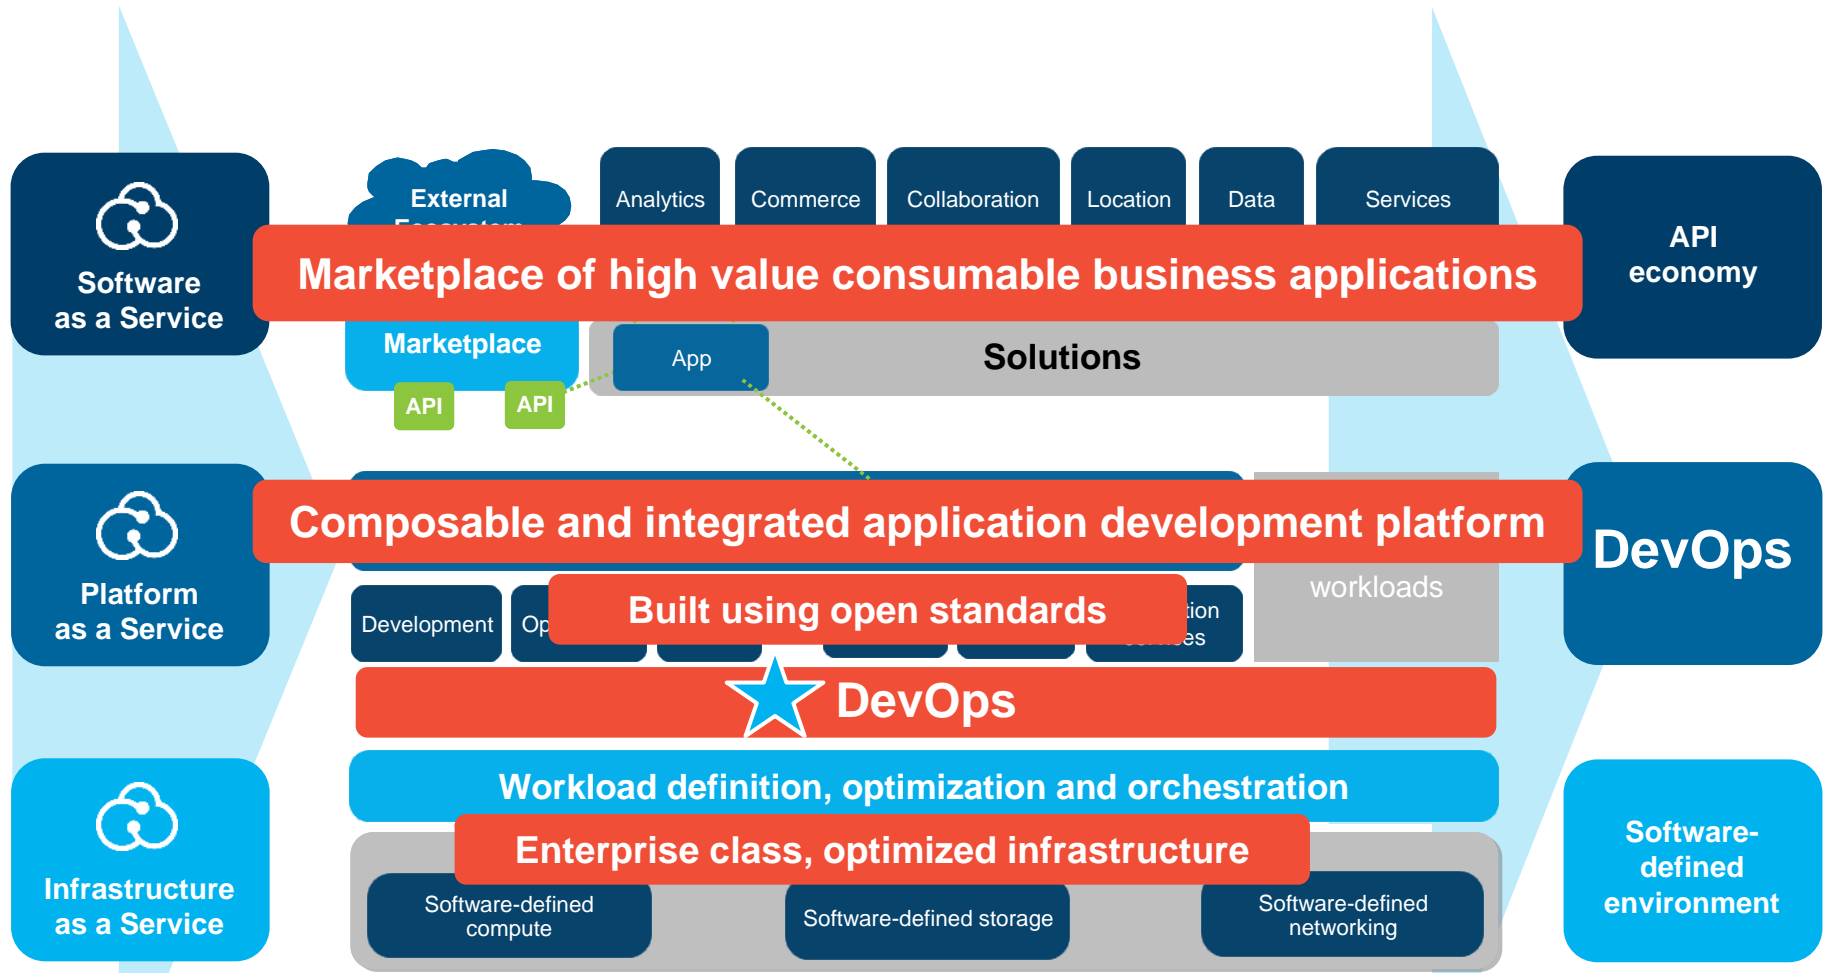 External
Analytics
Commerce
Collaboration
Location
Data
Services
Software
as a Service
Marketplace of high value consumable business applications
API
economy
Marketplace
App
Solutions
API
API
Platform
as a Service
Composable and integrated application development platform
DevOps
workloads
Development
Built using open standards
DevOps
Workload definition, optimization and orchestration
Infrastructure
as a Service
Enterprise class, optimized infrastructure
Software-defined
compute
Software-defined storage
Software-defined
networking
Software-
defined
environment